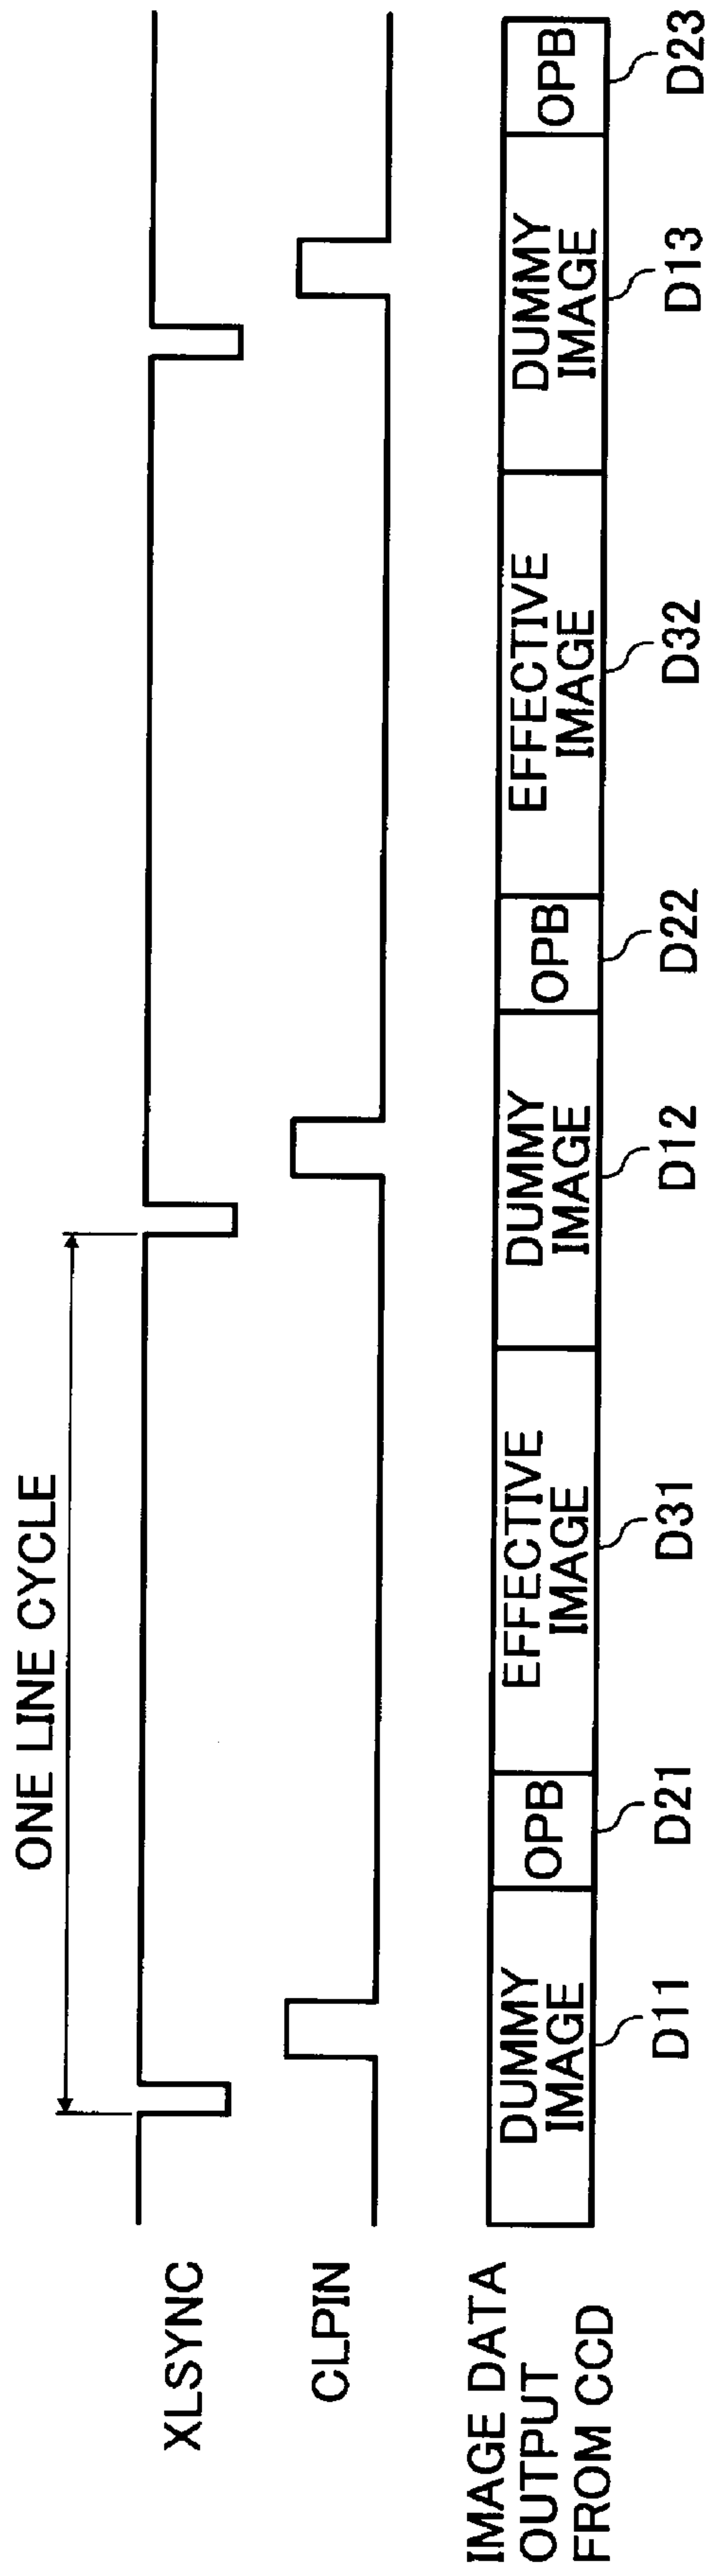 ONE LINE CYCLE
XLSYNC
CLPIN
IMAGE DATA
OUTPUT
FROM CCD
DUMMY
IMAGE
OPB
EFFECTIVE
IMAGE
DUMMY
IMAGE
OPB
EFFECTIVE
IMAGE
DUMMY
IMAGE
OPB
D11
D21
D31
D12
D22
D32
D13
D23